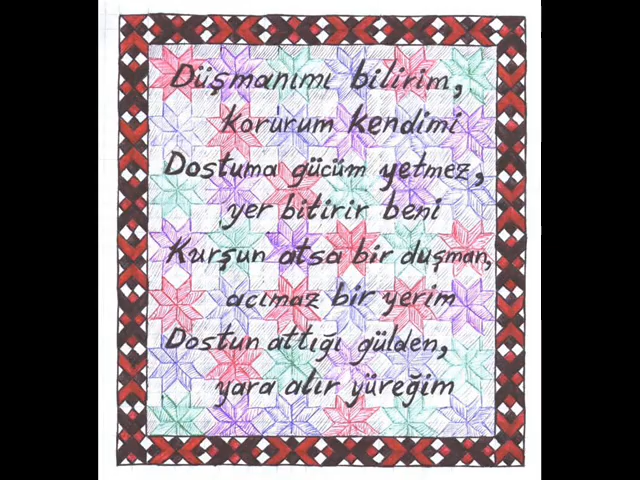 Düşmanımı bilirim,
korurum kendimi
Dostuma gücüm yetmez,
yer bitirir beni
Kurşun atsa bir duşman,
acımaz bir yerim
Dostun attığı gülden,
yara alır yüreğim